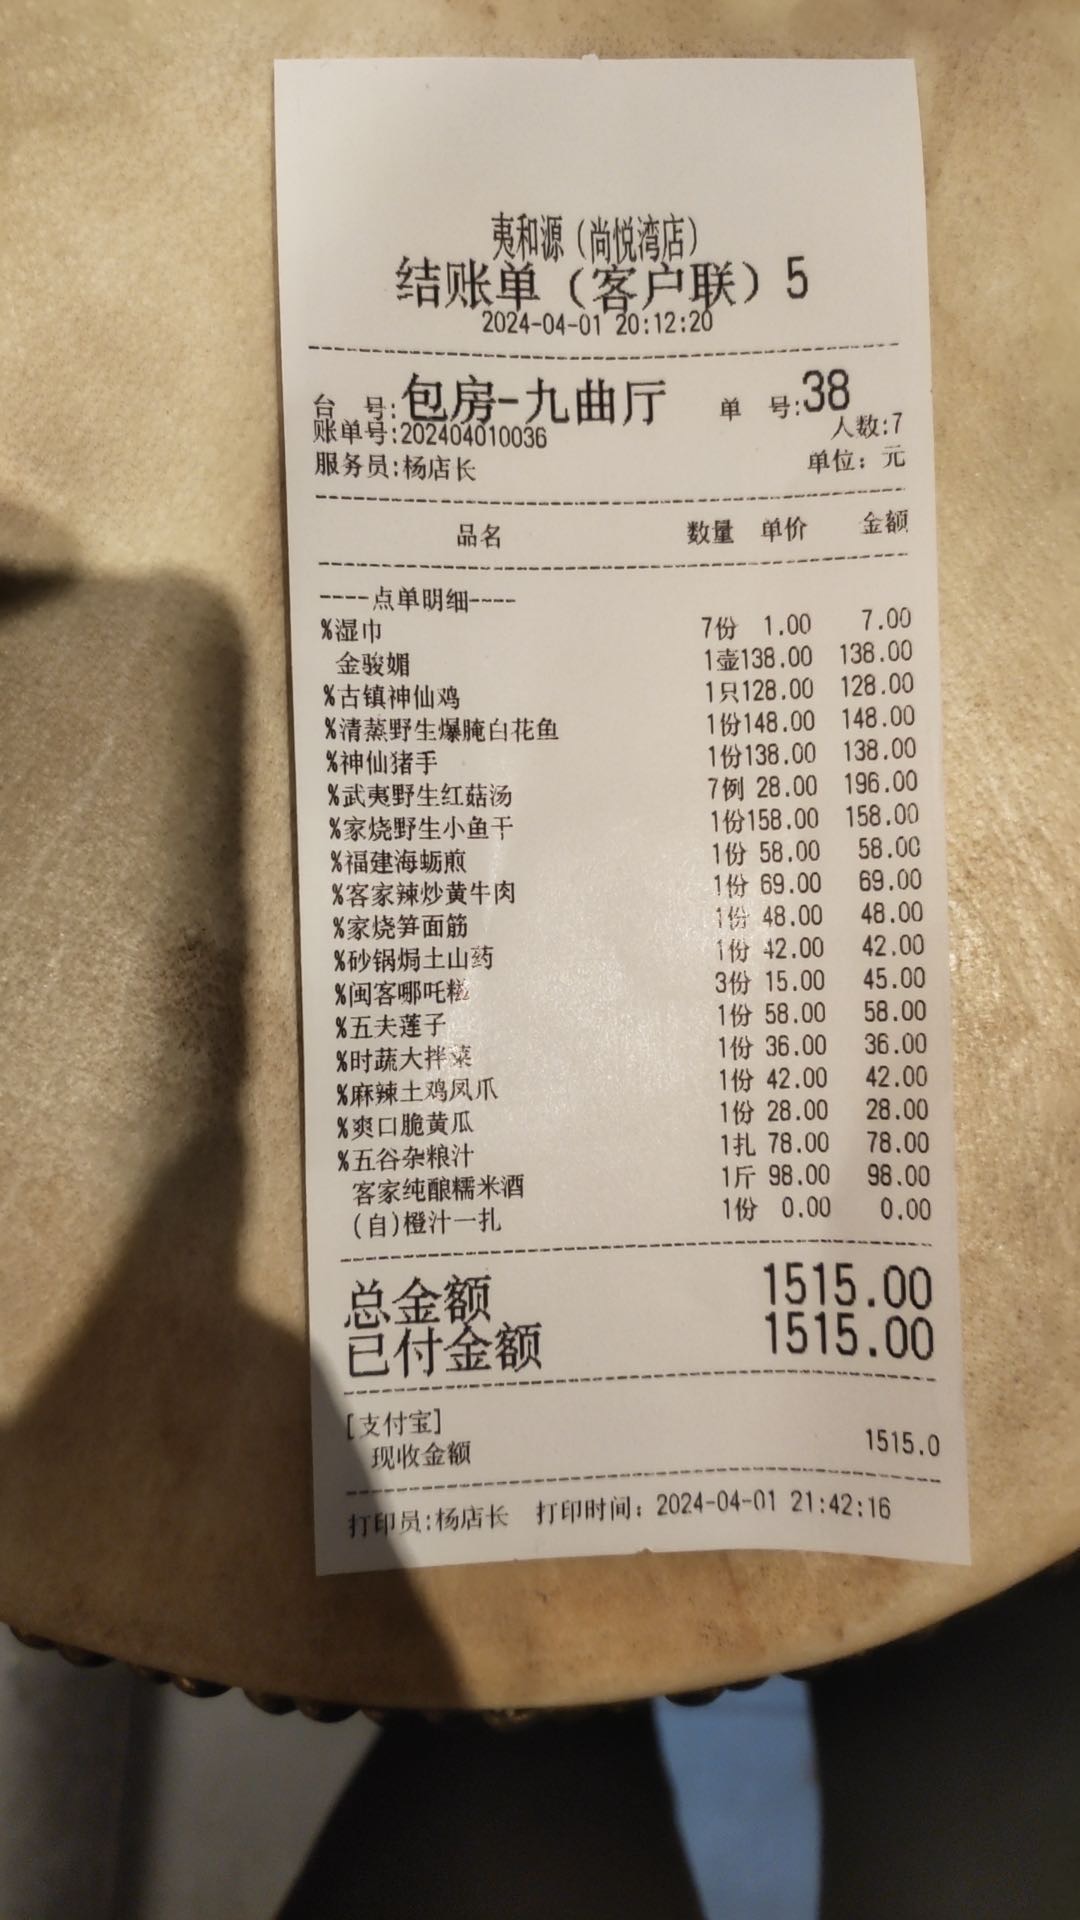 夷和源（尚悦湾店）
结账单（客户联）5
2024-04-01 20:12:20
台 号:包房-九曲厅 单 号:38
账单号:202404010036 人数:7
服务员:杨店长 单位：元
品名 数量 单价 金额
----点单明细----
%湿巾 7份 1.00 7.00
金骏媚 1壶138.00 138.00
%古镇神仙鸡 1只128.00 128.00
%清蒸野生爆腌白花鱼 1份148.00 148.00
%神仙猪手 1份138.00 138.00
%武夷野生红菇汤 7例 28.00 196.00
%家烧野生小鱼干 1份158.00 158.00
%福建海蛎煎 1份 58.00 58.00
%客家辣炒黄牛肉 1份 69.00 69.00
%家烧笋面筋 1份 48.00 48.00
%砂锅焗土山药 1份 42.00 42.00
%闽客哪吒糍 3份 15.00 45.00
%五夫莲子 1份 58.00 58.00
%时蔬大拌菜 1份 36.00 36.00
%麻辣土鸡凤爪 1份 42.00 42.00
%爽口脆黄瓜 1份 28.00 28.00
%五谷杂粮汁 1扎 78.00 78.00
客家纯酿糯米酒 1斤 98.00 98.00
(自)橙汁一扎 1份 0.00 0.00
总金额 1515.00
已付金额 1515.00
[支付宝]
现收金额 1515.0
打印员:杨店长 打印时间：2024-04-01 21:42:16